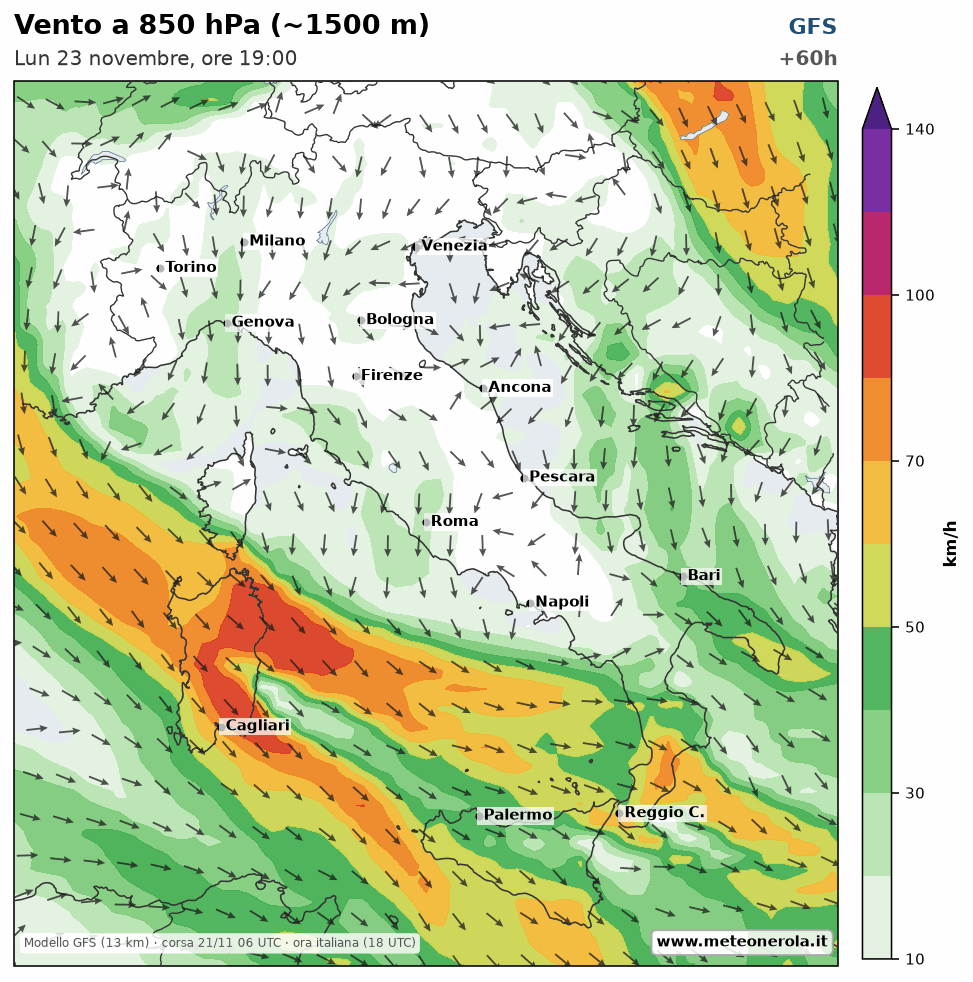 Vento a 850 hPa (~1500 m)
GFS
Lun 23 novembre, ore 19:00
+60h
140
Milano
Venezia
Torino
100
Genova
Bologna
Firenze
Ancona
70
Pescara
Roma
km/h
Bari
Napoli
50
Cagliari
30
Palermo
Reggio C.
Modello GFS (13 km) · corsa 21/11 06 UTC · ora italiana (18 UTC)
www.meteonerola.it
10